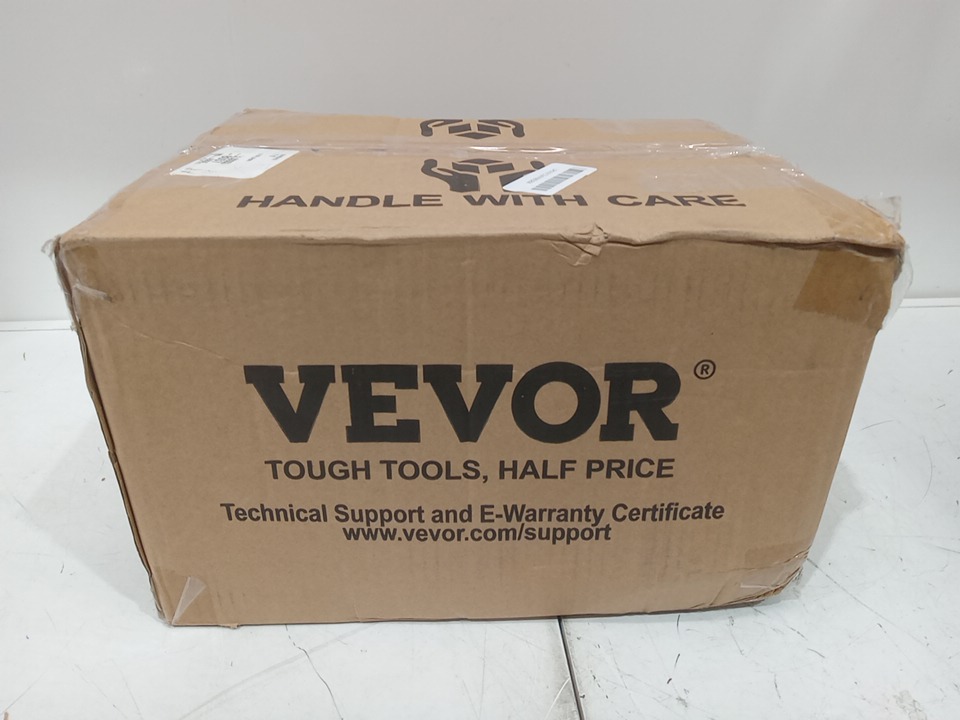 HANDLE WITH CARE
VEVOR®
TOUGH TOOLS, HALF PRICE
Technical Support and E-Warranty Certificate
www.vevor.com/support